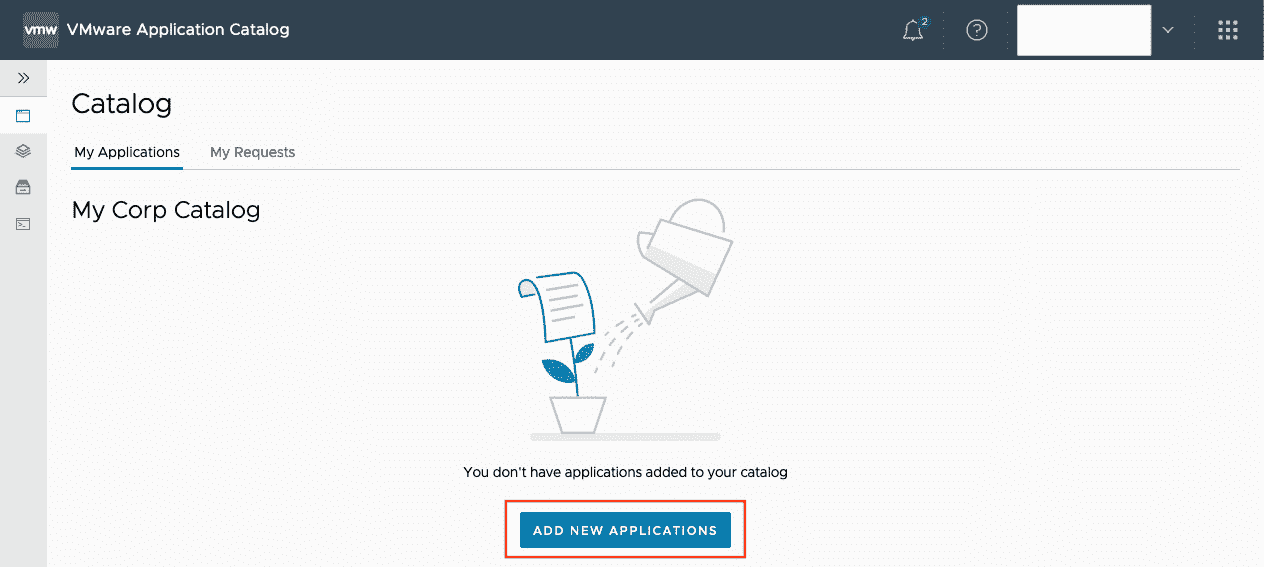 vmw VMware Application Catalog
2
?
Catalog
My Applications My Requests
My Corp Catalog
You don't have applications added to your catalog
ADD NEW APPLICATIONS